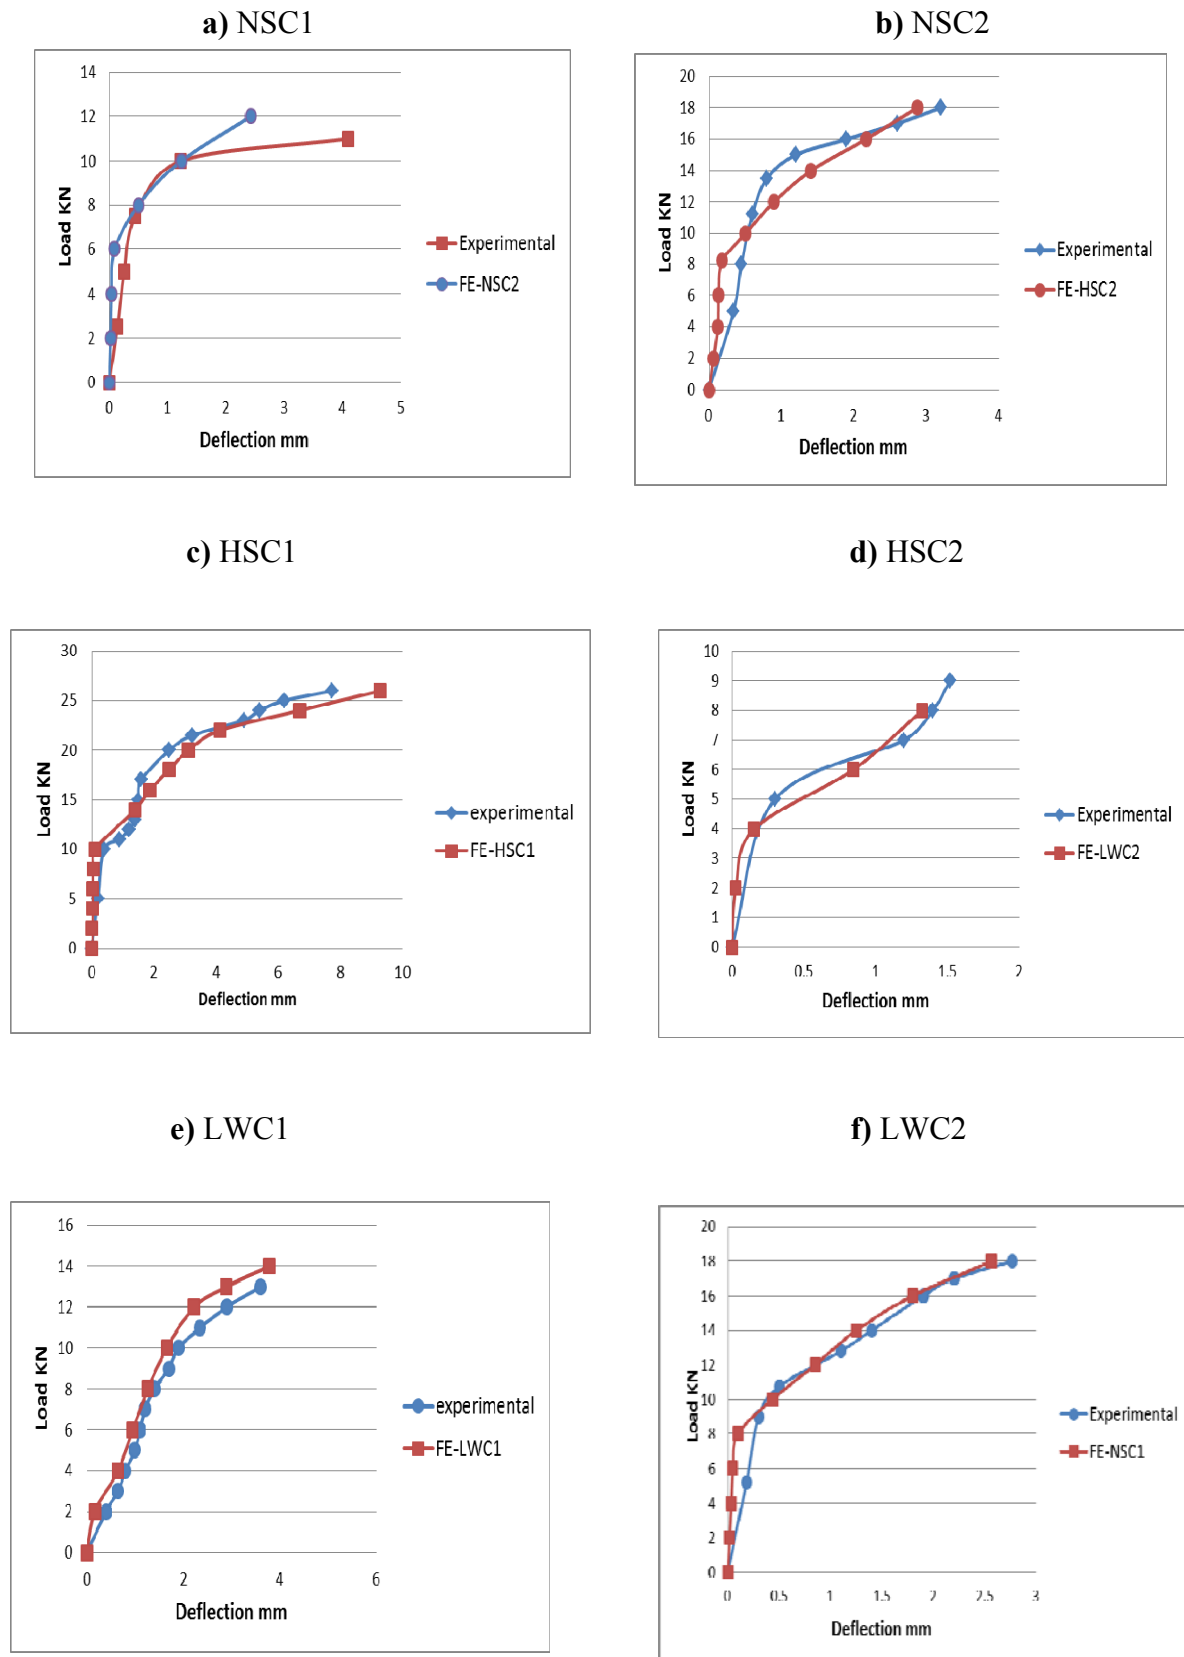 a) NSC1
b) NSC2
14
12
10
8
6
4
2
0
Load KN
0 1 2 3 4 5
Deflection mm
Experimental
FE-NSC2
20
18
16
14
12
10
8
6
4
2
0
Load KN
0 1 2 3 4
Deflection mm
Experimental
FE-HSC2
c) HSC1
d) HSC2
30
25
20
15
10
5
0
Load KN
0 2 4 6 8 10
Deflection mm
experimental
FE-HSC1
10
9
8
7
6
5
4
3
2
1
0
Load KN
0 0.5 1 1.5 2
Deflection mm
Experimental
FE-LWC2
e) LWC1
f) LWC2
16
14
12
10
8
6
4
2
0
Load KN
0 2 4 6
Deflection mm
experimental
FE-LWC1
20
18
16
14
12
10
8
6
4
2
0
Load KN
0 0.5 1 1.5 2 2.5 3
Deflection mm
Experimental
FE-NSC1